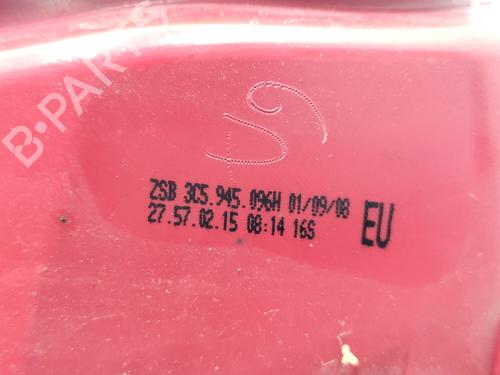 B-PARTS
ZSB 3C5.945.096H 01/09/08
27.57.02.15 08:14 16S
EU